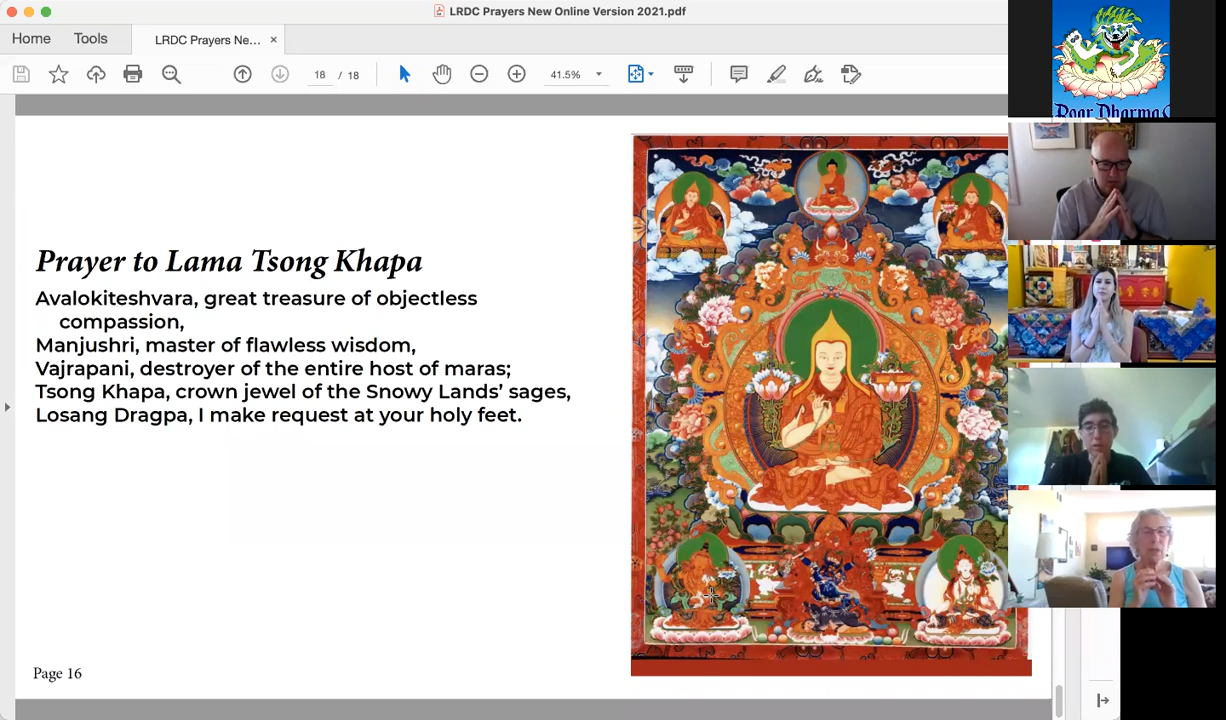 LRDC Prayers New Online Version 2021.pdf
Home Tools LRDC Prayers Ne... ×
18 / 18 41.5%
Prayer to Lama Tsong Khapa
Avalokiteshvara, great treasure of objectless
compassion,
Manjushri, master of flawless wisdom,
Vajrapani, destroyer of the entire host of maras;
Tsong Khapa, crown jewel of the Snowy Lands’ sages,
Losang Dragpa, I make request at your holy feet.
Page 16
Roar Dharma